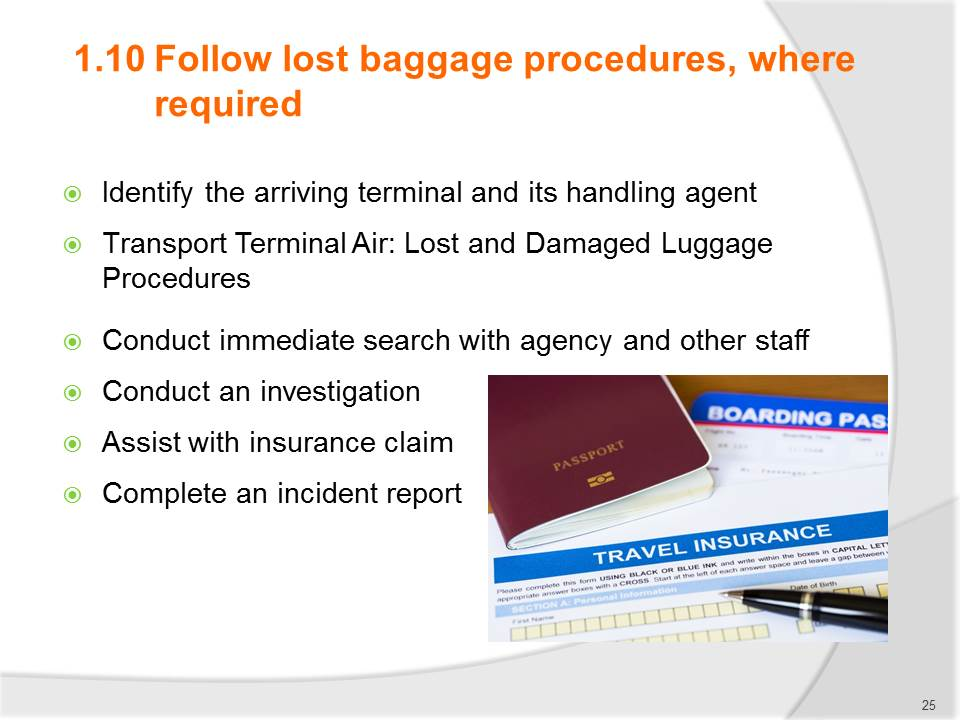 1.10 Follow lost baggage procedures, where
required
Identify the arriving terminal and its handling agent
Transport Terminal Air: Lost and Damaged Luggage
Procedures
Conduct immediate search with agency and other staff
Conduct an investigation
Assist with insurance claim
Complete an incident report
PASSPORT
BOARDING PAS
Boarding Time
TRAVEL INSURANCE
Please complete this form USING BLACK OR BLUE INK and write within the boxes in CAPITAL LET
appropriate answer boxes with a CROSS. Start at the left of each answer space and leave a gap between
SECTION A: Personal Information
First Name
Date of Birth
25